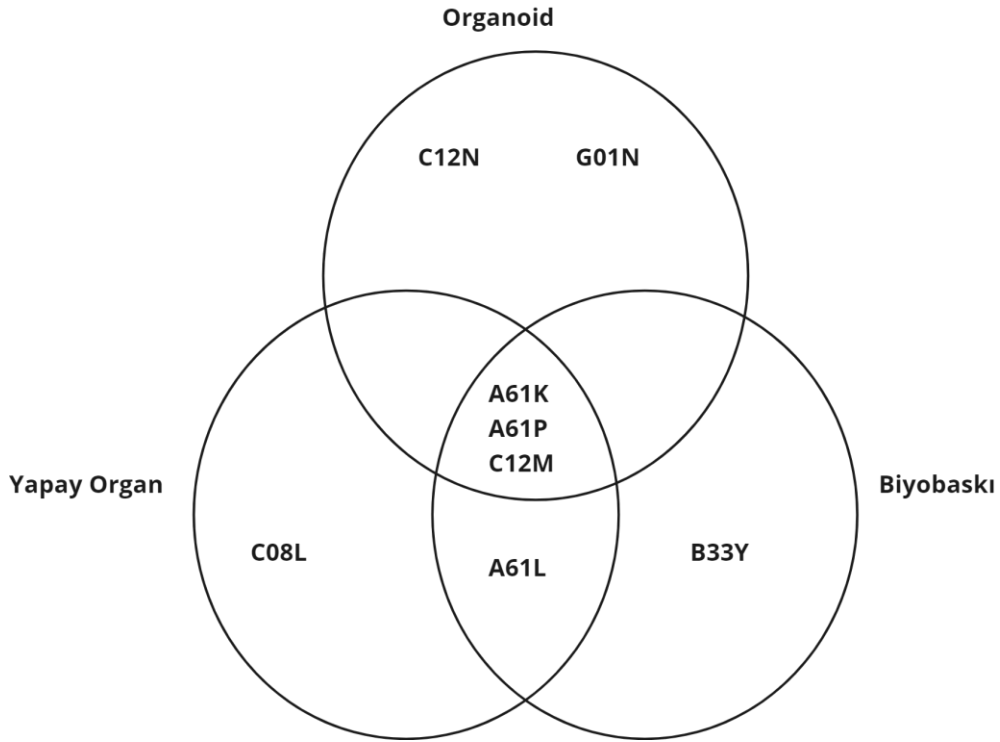 Organoid
C12N G01N
A61K
A61P
C12M
Yapay Organ
Biyobaskı
C08L
A61L
B33Y